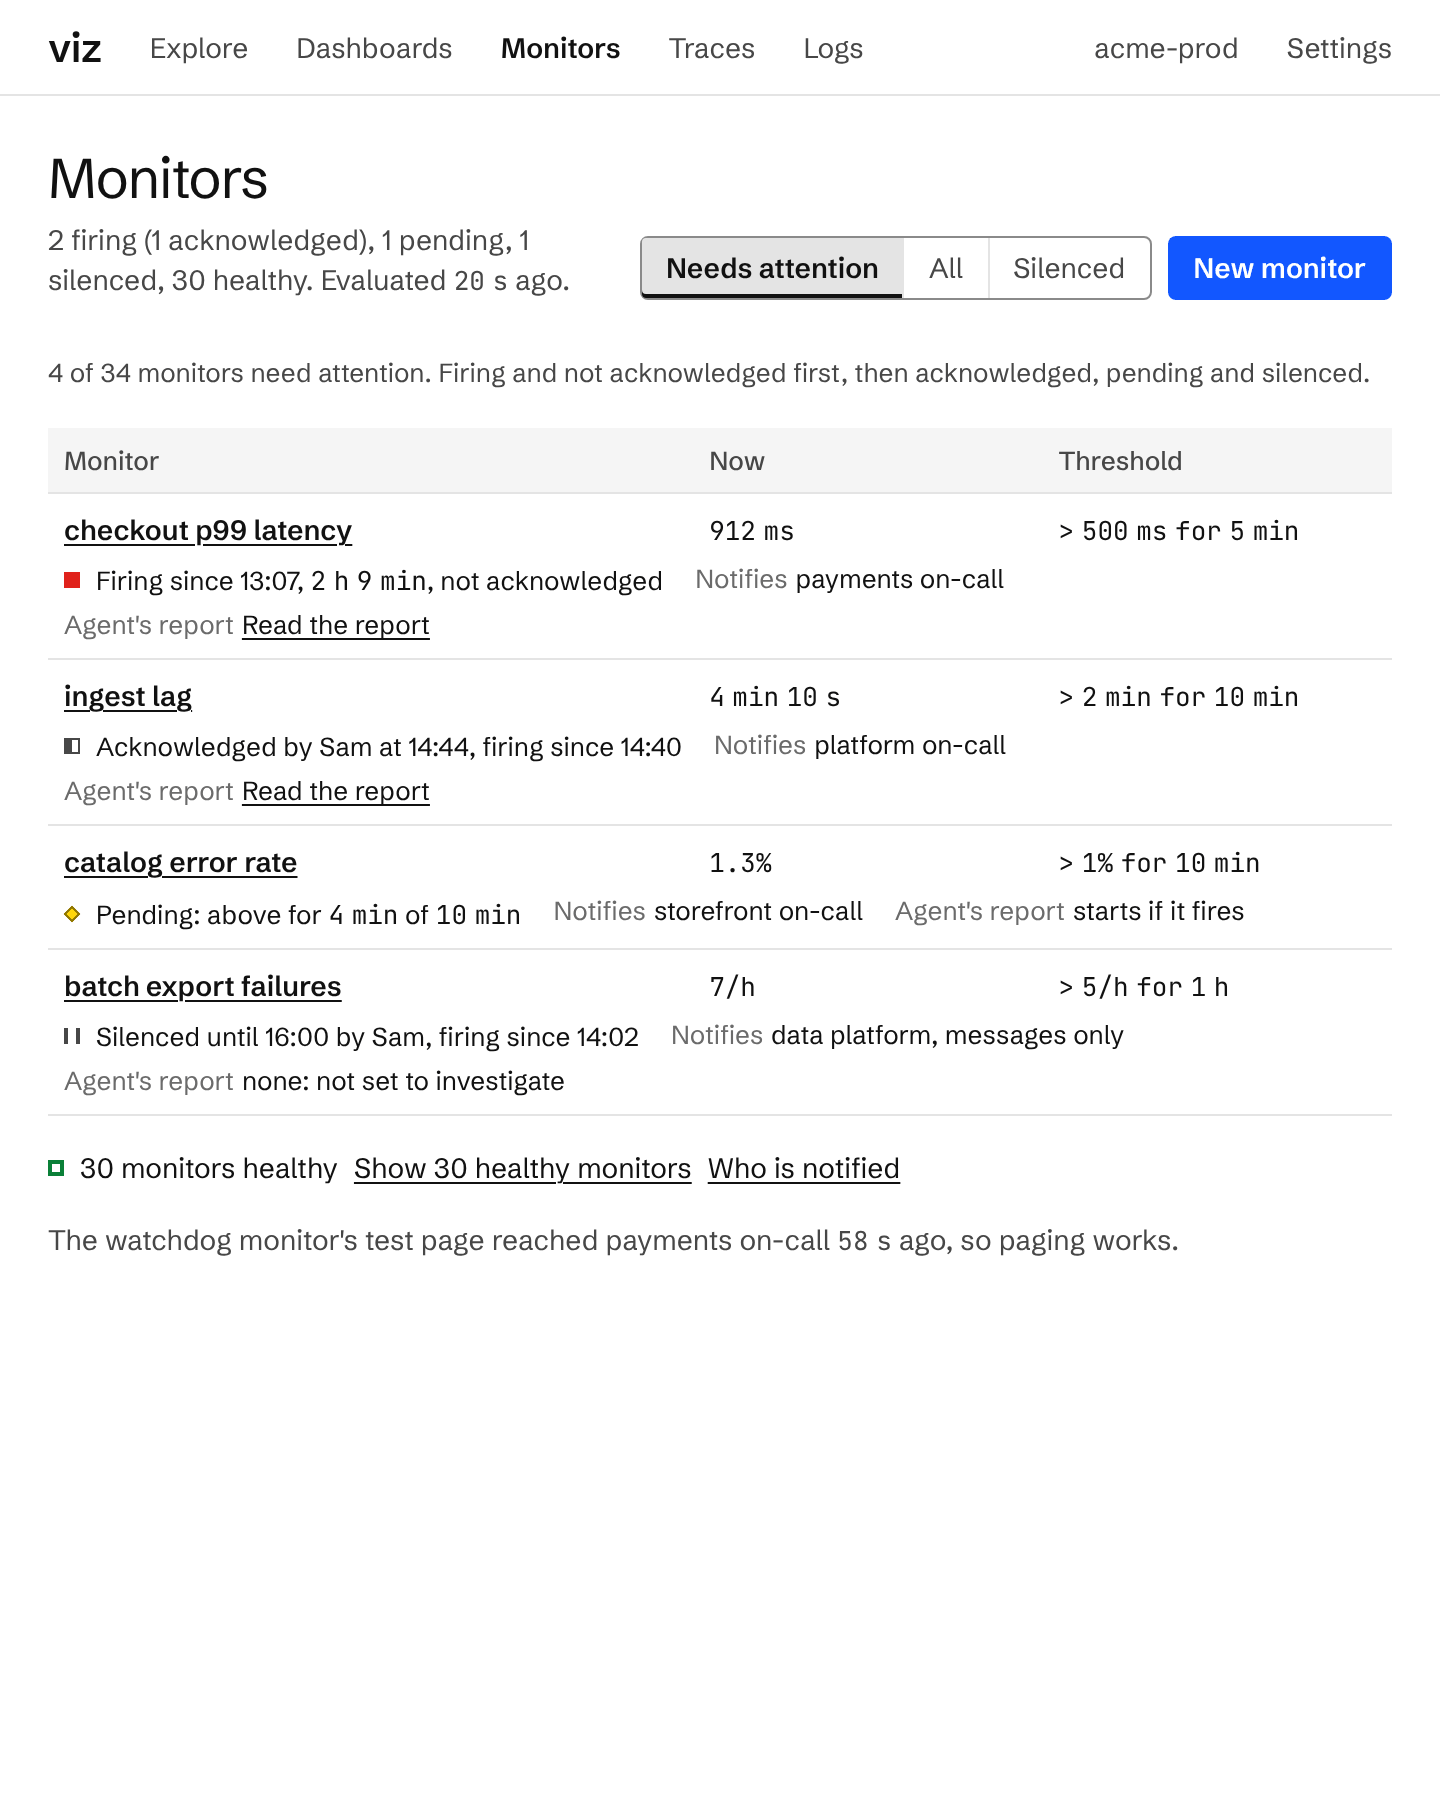 viz Explore Dashboards Monitors Traces Logs acme-prod Settings
Monitors
2 firing (1 acknowledged), 1 pending, 1
silenced, 30 healthy. Evaluated 20 s ago.
Needs attention All Silenced New monitor
4 of 34 monitors need attention. Firing and not acknowledged first, then acknowledged, pending and silenced.
Monitor Now Threshold
checkout p99 latency 912 ms > 500 ms for 5 min
Firing since 13:07, 2 h 9 min, not acknowledged Notifies payments on-call
Agent's report Read the report
ingest lag 4 min 10 s > 2 min for 10 min
Acknowledged by Sam at 14:44, firing since 14:40 Notifies platform on-call
Agent's report Read the report
catalog error rate 1.3% > 1% for 10 min
Pending: above for 4 min of 10 min Notifies storefront on-call Agent's report starts if it fires
batch export failures 7/h > 5/h for 1 h
Silenced until 16:00 by Sam, firing since 14:02 Notifies data platform, messages only
Agent's report none: not set to investigate
30 monitors healthy Show 30 healthy monitors Who is notified
The watchdog monitor's test page reached payments on-call 58 s ago, so paging works.